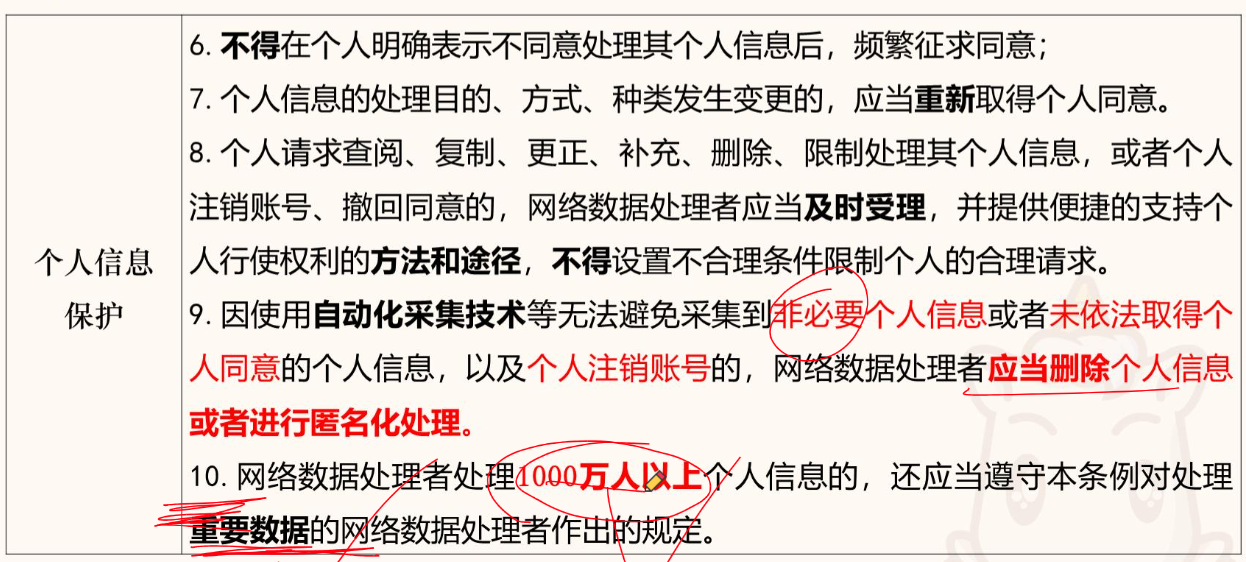 6. 不得在个人明确表示不同意处理其个人信息后，频繁征求同意；
7. 个人信息的处理目的、方式、种类发生变更的，应当重新取得个人同意。
8. 个人请求查阅、复制、更正、补充、删除、限制处理其个人信息，或者个人
注销账号、撤回同意的，网络数据处理者应当及时受理，并提供便捷的支持个
个人信息
人行使权利的方法和途径，不得设置不合理条件限制个人的合理请求。
保护
9. 因使用自动化采集技术等无法避免采集到非必要个人信息或者未依法取得个
人同意的个人信息，以及个人注销账号的，网络数据处理者应当删除个人信息
或者进行匿名化处理。
10. 网络数据处理者处理1000万人以上个人信息的，还应当遵守本条例对处理
重要数据的网络数据处理者作出的规定。